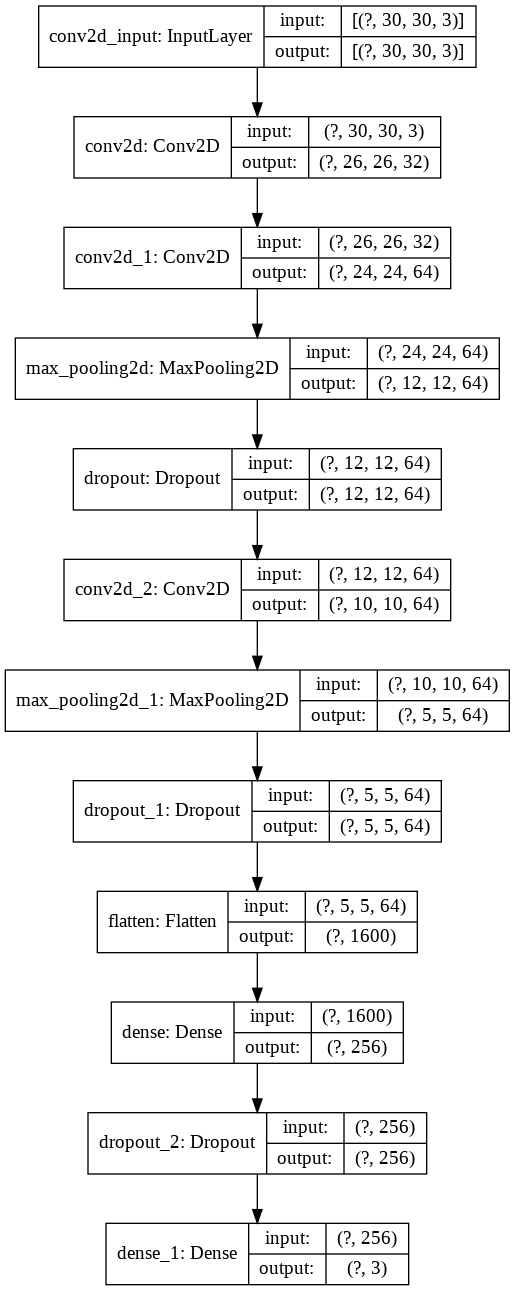 conv2d_input: InputLayer
input:
[(?, 30, 30, 3)]
output:
[(?, 30, 30, 3)]
conv2d: Conv2D
input:
(?, 30, 30, 3)
output:
(?, 26, 26, 32)
conv2d_1: Conv2D
input:
(?, 26, 26, 32)
output:
(?, 24, 24, 64)
max_pooling2d: MaxPooling2D
input:
(?, 24, 24, 64)
output:
(?, 12, 12, 64)
dropout: Dropout
input:
(?, 12, 12, 64)
output:
(?, 12, 12, 64)
conv2d_2: Conv2D
input:
(?, 12, 12, 64)
output:
(?, 10, 10, 64)
max_pooling2d_1: MaxPooling2D
input:
(?, 10, 10, 64)
output:
(?, 5, 5, 64)
dropout_1: Dropout
input:
(?, 5, 5, 64)
output:
(?, 5, 5, 64)
flatten: Flatten
input:
(?, 5, 5, 64)
output:
(?, 1600)
dense: Dense
input:
(?, 1600)
output:
(?, 256)
dropout_2: Dropout
input:
(?, 256)
output:
(?, 256)
dense_1: Dense
input:
(?, 256)
output:
(?, 3)